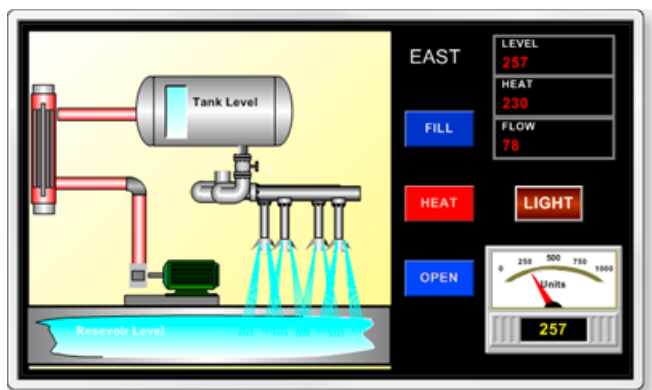 EAST
LEVEL
257
HEAT
230
FLOW
78
Tank Level
FILL
HEAT
LIGHT
OPEN
0 250 500 750 1000
Units
257
Resevoir Level